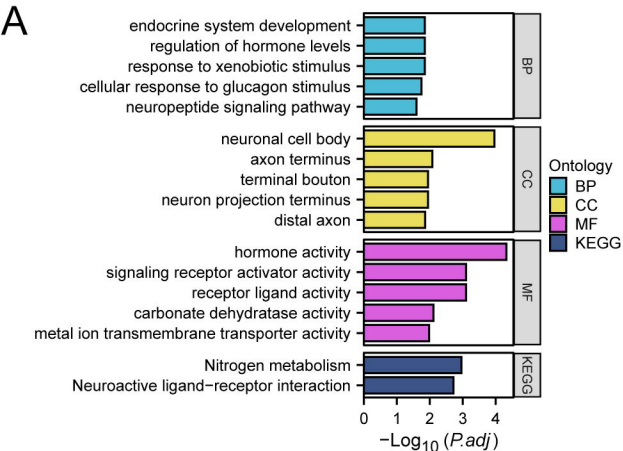 A
endocrine system development
regulation of hormone levels
response to xenobiotic stimulus
cellular response to glucagon stimulus
neuropeptide signaling pathway
BP
neuronal cell body
axon terminus
terminal bouton
neuron projection terminus
distal axon
CC
hormone activity
signaling receptor activator activity
receptor ligand activity
carbonate dehydratase activity
metal ion transmembrane transporter activity
MF
Nitrogen metabolism
Neuroactive ligand−receptor interaction
KEGG
0 1 2 3 4
−Log10 (P.adj)
Ontology
BP
CC
MF
KEGG